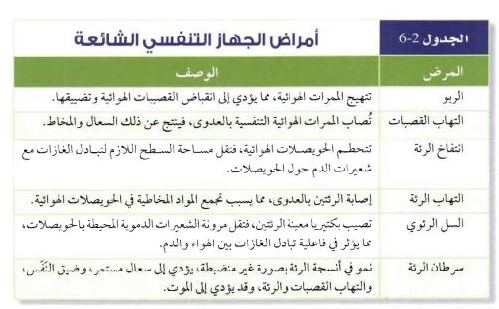 الجدول 2-6
أمراض الجهاز التنفسي الشائعة
المرض
الوصف
الربو
تتهيج الممرات الهوائية، مما يؤدي إلى انقباض القصيبات الهوائية وتضييقها.
التهاب القصبات
تُصاب الممرات الهوائية التنفسية بالعدوى، فينتج عن ذلك السعال والمخاط.
انتفاخ الرئة
تتحطم الحويصلات الهوائية، فتقل مساحة السطح اللازم لتبادل الغازات مع
شعيرات الدم حول الحويصلات.
التهاب الرئة
إصابة الرئتين بالعدوى، مما يسبب تجمع المواد المخاطية في الحويصلات الهوائية.
السل الرئوي
تصيب بكتيريا معينة الرئتين، فتقل مرونة الشعيرات الدموية المحيطة بالحويصلات،
مما يؤثر في فاعلية تبادل الغازات بين الهواء والدم.
سرطان الرئة
نمو في أنسجة الرئة بصورة غير منضبطة، يؤدي إلى سعال مستمر، وضيق النَّفَس،
والتهاب القصبات والرئة، وقد يؤدي إلى الموت.